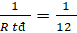 1/R tđ = 1/12